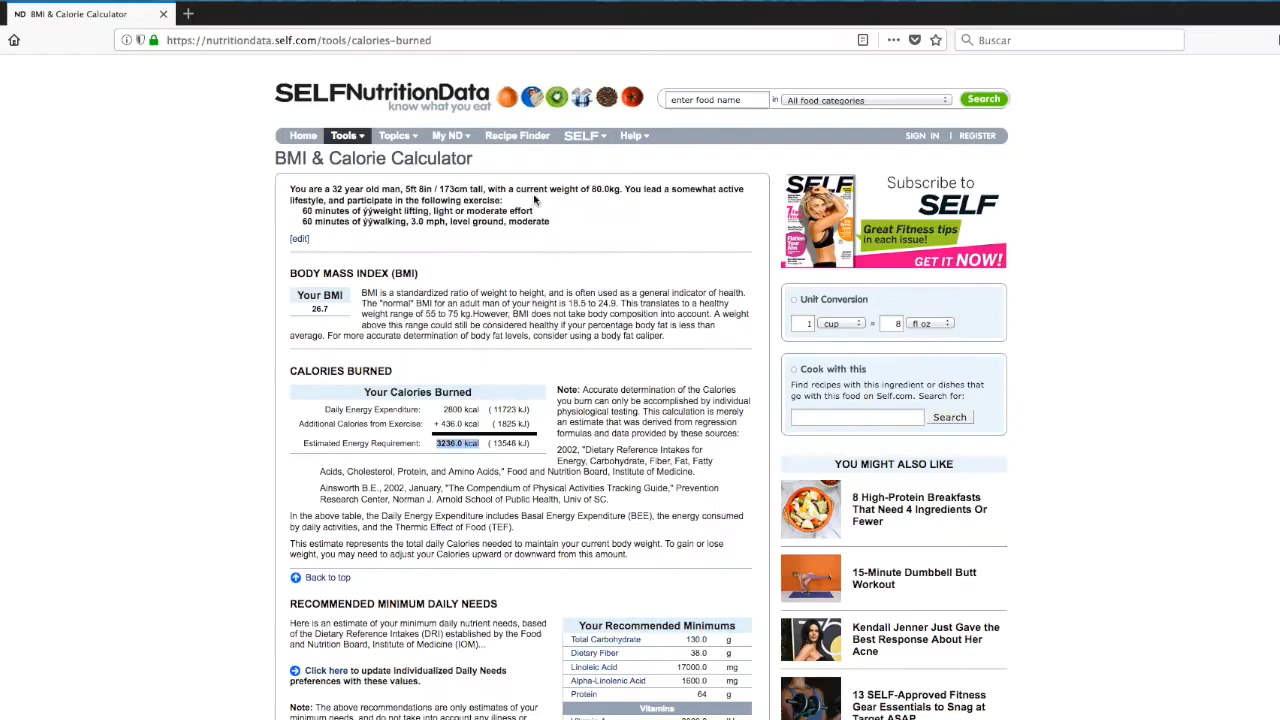 ND BMI & Calorie Calculator
https://nutritiondata.self.com/tools/calories-burned
Buscar
SELFNutritionData
know what you eat
enter food name in All food categories Search
Home Tools Topics My ND Recipe Finder SELF Help SIGN IN | REGISTER
BMI & Calorie Calculator
You are a 32 year old man, 5ft 8in / 173cm tall, with a current weight of 80.0kg. You lead a somewhat active
lifestyle, and participate in the following exercise:
60 minutes of ýýweight lifting, light or moderate effort
60 minutes of ýýwalking, 3.0 mph, level ground, moderate
[edit]
BODY MASS INDEX (BMI)
Your BMI
26.7
BMI is a standardized ratio of weight to height, and is often used as a general indicator of health.
The "normal" BMI for an adult man of your height is 18.5 to 24.9. This translates to a healthy
weight range of 55 to 75 kg.However, BMI does not take body composition into account. A weight
above this range could still be considered healthy if your percentage body fat is less than
average. For more accurate determination of body fat levels, consider using a body fat caliper.
CALORIES BURNED
Your Calories Burned
Daily Energy Expenditure: 2800 kcal ( 11723 kJ)
Additional Calories from Exercise: + 436.0 kcal ( 1825 kJ)
Estimated Energy Requirement: 3236.0 kcal ( 13548 kJ)
Note: Accurate determination of the Calories
you burn can only be accomplished by individual
physiological testing. This calculation is merely
an estimate that was derived from regression
formulas and data provided by these sources:
2002, "Dietary Reference Intakes for
Energy, Carbohydrate, Fiber, Fat, Fatty
Acids, Cholesterol, Protein, and Amino Acids," Food and Nutrition Board, Institute of Medicine.
Ainsworth B.E., 2002, January, "The Compendium of Physical Activities Tracking Guide," Prevention
Research Center, Norman J. Arnold School of Public Health, Univ of SC.
In the above table, the Daily Energy Expenditure includes Basal Energy Expenditure (BEE), the energy consumed
by daily activities, and the Thermic Effect of Food (TEF).
This estimate represents the total daily Calories needed to maintain your current body weight. To gain or lose
weight, you may need to adjust your Calories upward or downward from this amount.
Back to top
RECOMMENDED MINIMUM DAILY NEEDS
Here is an estimate of your minimum daily nutrient needs, based
of the Dietary Reference Intakes (DRI) established by the Food
and Nutrition Board, Institute of Medicine (IOM)...
Click here to update Individualized Daily Needs
preferences with these values.
Note: The above recommendations are only estimates of your
minimum needs, and do not take into account any illness or
Your Recommended Minimums
Total Carbohydrate 130.0 g
Dietary Fiber 38.0 g
Linoleic Acid 17000.0 mg
Alpha-Linolenic Acid 1600.0 mg
Protein 64 g
Vitamins
SELF
Subscribe to
SELF
Great Fitness tips
in each issue!
GET IT NOW!
Unit Conversion
1 cup = 8 fl oz
Cook with this
Find recipes with this ingredient or dishes that
go with this food on Self.com. Search for:
Search
YOU MIGHT ALSO LIKE
8 High-Protein Breakfasts
That Need 4 Ingredients Or
Fewer
15-Minute Dumbbell Butt
Workout
Kendall Jenner Just Gave the
Best Response About Her
Acne
13 SELF-Approved Fitness
Gear Essentials to Snag at
Target ASAP